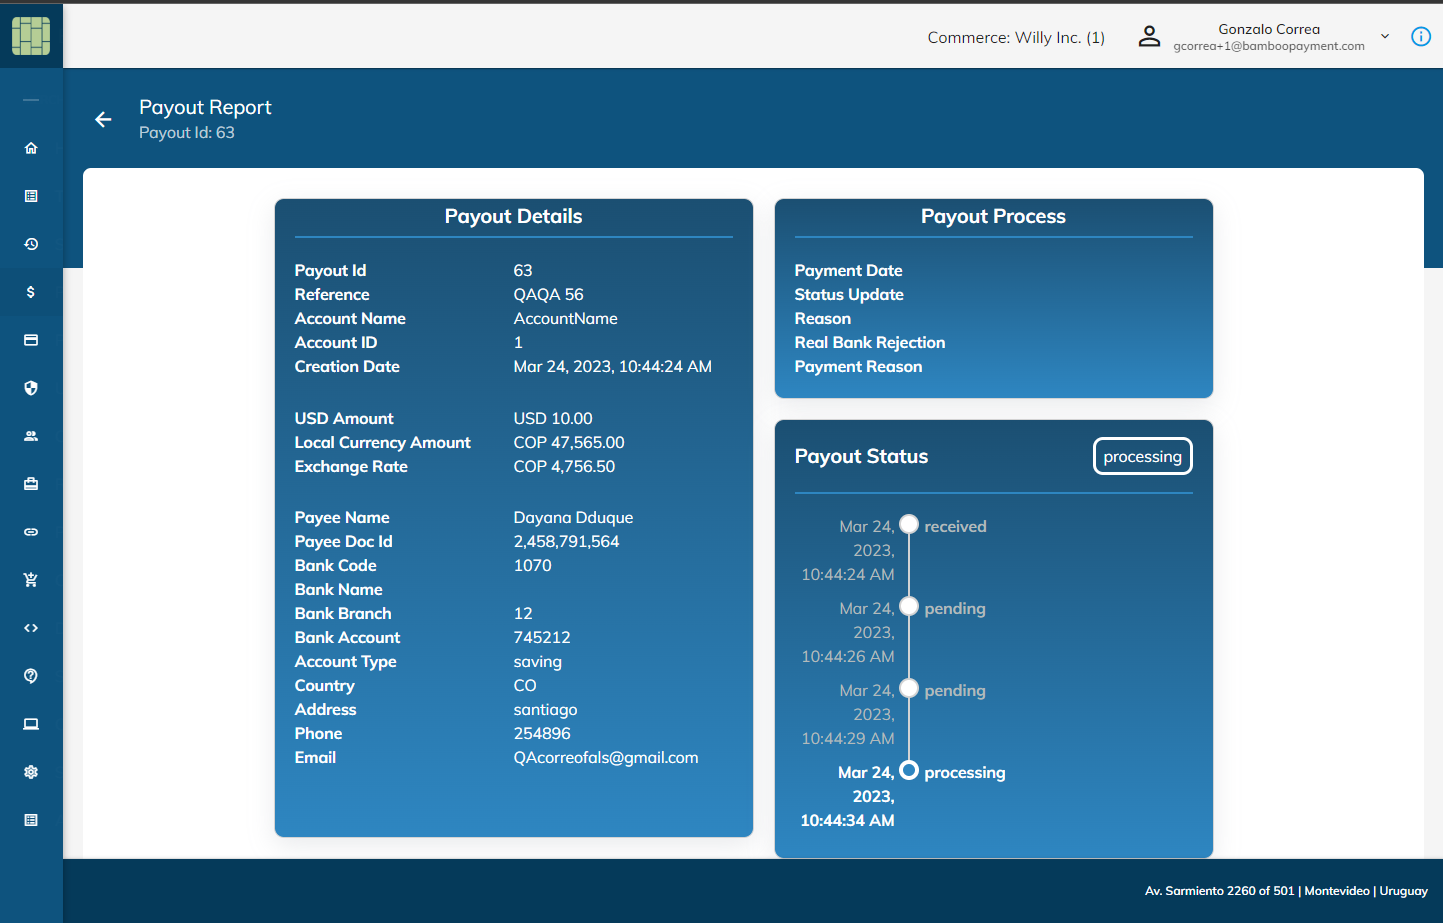 Commerce: Willy Inc. (1)
Gonzalo Correa
gcorrea+1@bamboopayment.com
Payout Report
Payout Id: 63
Payout Details
Payout Id 63
Reference QAQA 56
Account Name AccountName
Account ID 1
Creation Date Mar 24, 2023, 10:44:24 AM
USD Amount USD 10.00
Local Currency Amount COP 47,565.00
Exchange Rate COP 4,756.50
Payee Name Dayana Dduque
Payee Doc Id 2,458,791,564
Bank Code 1070
Bank Name
Bank Branch 12
Bank Account 745212
Account Type saving
Country CO
Address santiago
Phone 254896
Email QAcorreofals@gmail.com
Payout Process
Payment Date
Status Update
Reason
Real Bank Rejection
Payment Reason
Payout Status processing
Mar 24, received
2023,
10:44:24 AM
Mar 24, pending
2023,
10:44:26 AM
Mar 24, pending
2023,
10:44:29 AM
Mar 24, processing
2023,
10:44:34 AM
Av. Sarmiento 2260 of 501 | Montevideo | Uruguay